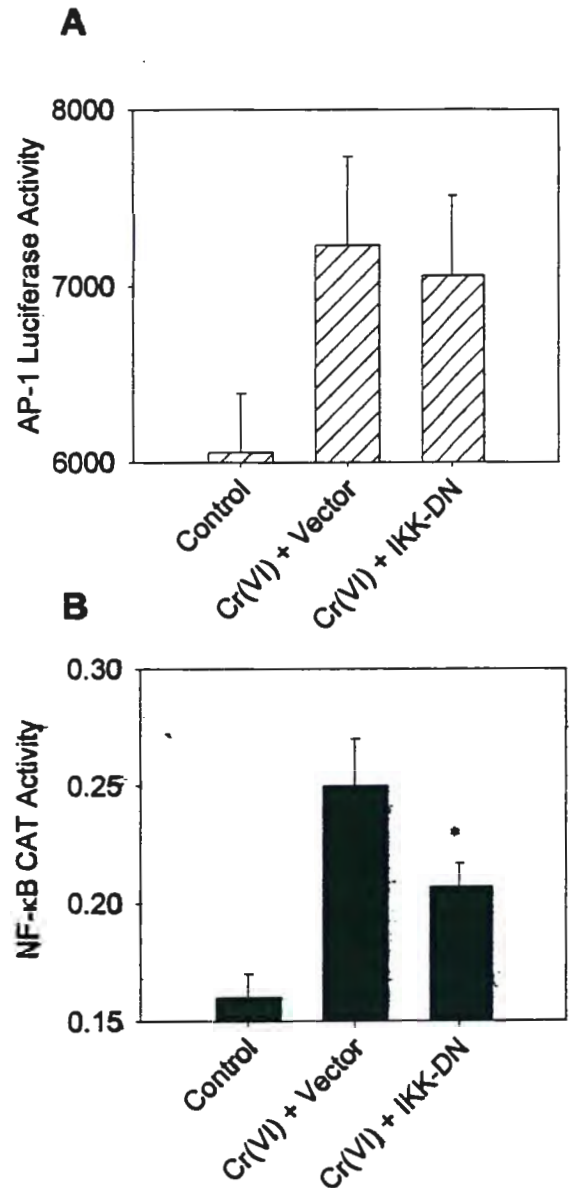 A
8000
7000
6000
AP-1 Luciferase Activity
Control
Cr(VI) + Vector
Cr(VI) + IKK-DN
B
0.30
0.25
0.20
0.15
NF-κB CAT Activity
*
Control
Cr(VI) + Vector
Cr(VI) + IKK-DN